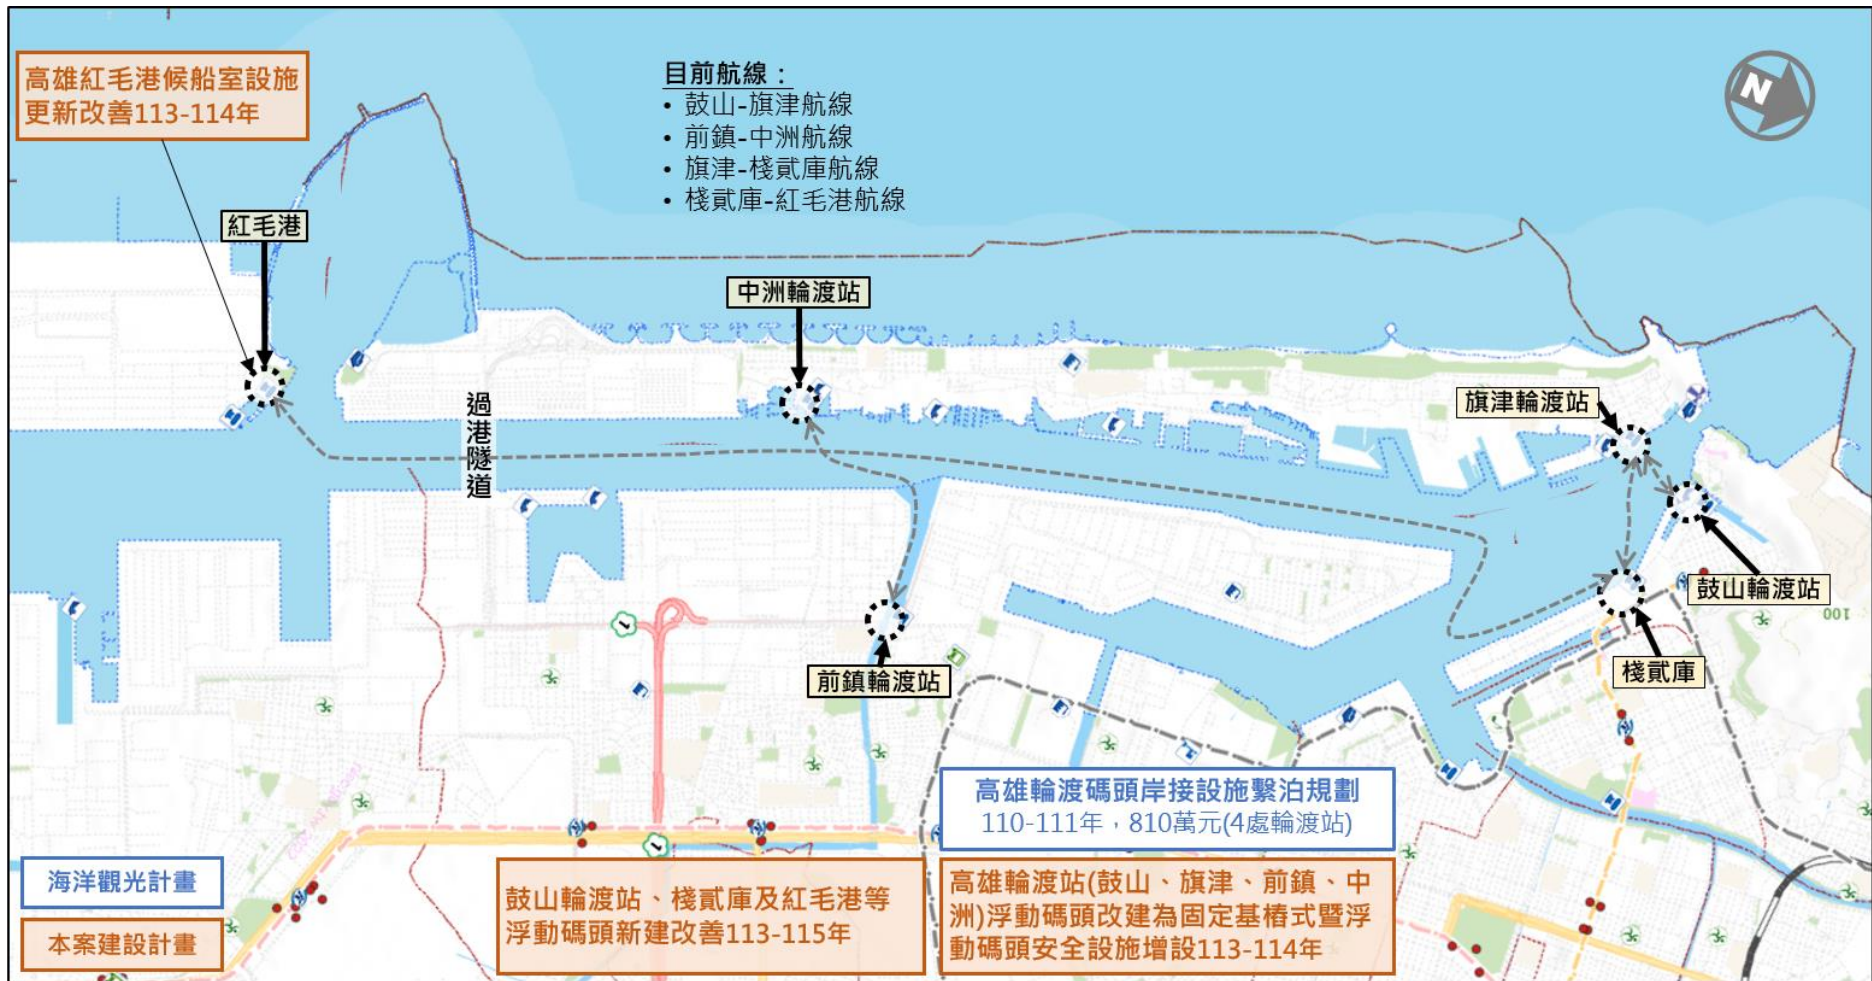 高雄紅毛港候船室設施
更新改善113-114年
目前航線：
• 鼓山-旗津航線
• 前鎮-中洲航線
• 旗津-棧貳庫航線
• 棧貳庫-紅毛港航線
N
紅毛港
中洲輪渡站
過港隧道
旗津輪渡站
鼓山輪渡站
100
前鎮輪渡站
棧貳庫
高雄輪渡碼頭岸接設施繫泊規劃
110-111年，810萬元(4處輪渡站)
海洋觀光計畫
本案建設計畫
鼓山輪渡站、棧貳庫及紅毛港等
浮動碼頭新建改善113-115年
高雄輪渡站(鼓山、旗津、前鎮、中
洲)浮動碼頭改建為固定基樁式暨浮
動碼頭安全設施增設113-114年